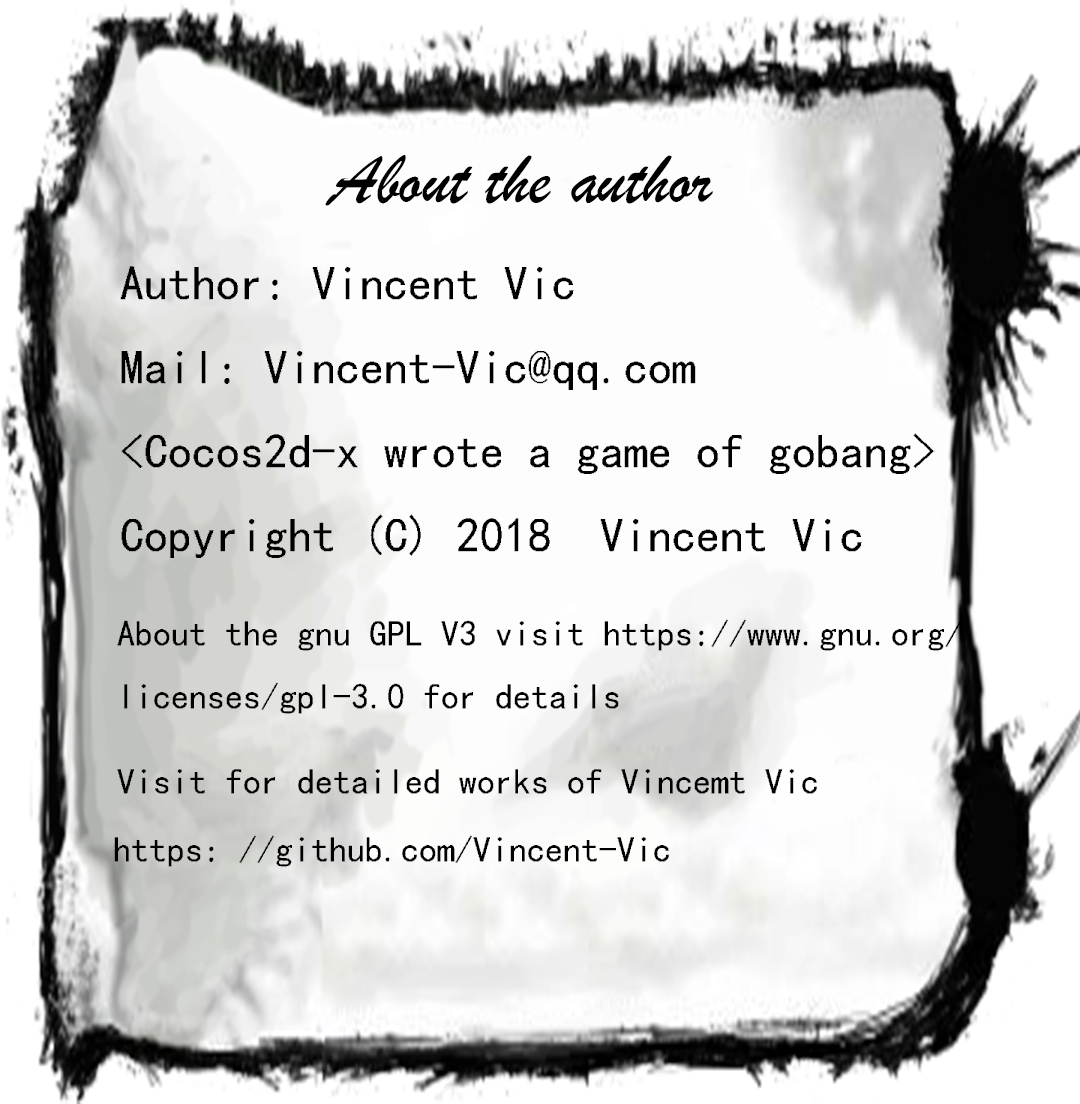 About the author
Author: Vincent Vic
Mail: Vincent-Vic@qq.com
<Cocos2d-x wrote a game of gobang>
Copyright (C) 2018  Vincent Vic
About the gnu GPL V3 visit https://www.gnu.org/
licenses/gpl-3.0 for details
Visit for detailed works of Vincemt Vic
https: //github.com/Vincent-Vic